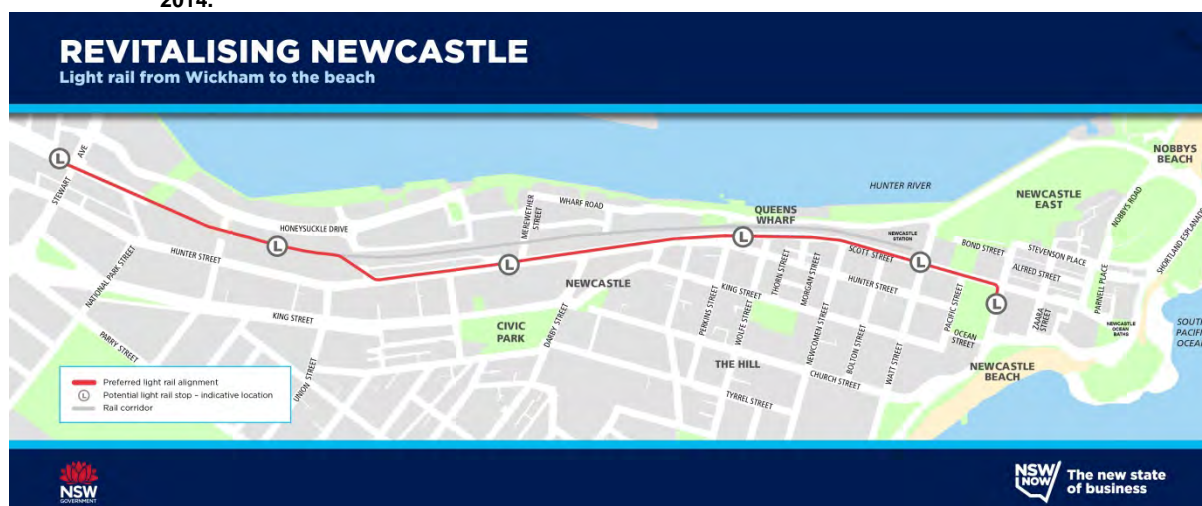 2014.
REVITALISING NEWCASTLE
Light rail from Wickham to the beach
L
STEWART
AVE
NATIONAL PARK STREET
HUNTER STREET
PARRY STREET
KING STREET
UNION STREET
L
HONEYSUCKLE DRIVE
MEREWETHER
STREET
WHARF ROAD
L
NEWCASTLE
CIVIC
PARK
DARBY STREET
HUNTER RIVER
QUEENS
WHARF
L
PERKINS STREET
WOLFE STREET
KING STREET
THORN STREET
MORGAN STREET
NEWCOMEN STREET
BOLTON STREET
WATT STREET
THE HILL
CHURCH STREET
TYRREL STREET
SCOTT STREET
HUNTER STREET
NEWCASTLE
STATION
L
BOND STREET
PACIFIC STREET
OCEAN
STREET
L
NEWCASTLE
EAST
STEVENSON PLACE
ALFRED STREET
ZAARA
STREET
PARNELL PLACE
NOBBYS ROAD
NOBBYS
BEACH
SHORTLAND ESPLANAD
NEWCASTLE
OCEAN
BATHS
NEWCASTLE
BEACH
SOUTH
PACIFIC
OCEAN
Preferred light rail alignment
L Potential light rail stop – indicative location
Rail corridor
NSW
GOVERNMENT
NSW
NOW
The new state
of business